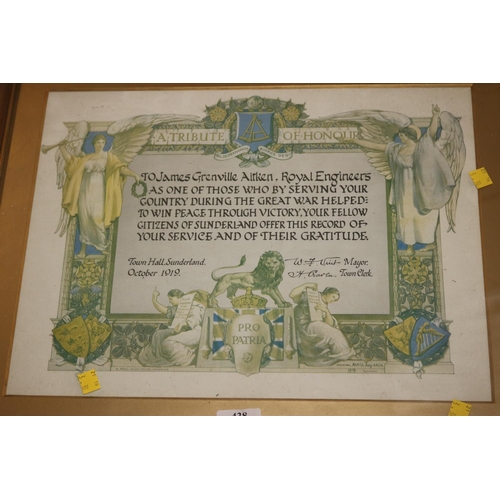 A TRIBUTE OF HONOUR
TO James Grenville Aitken, Royal Engineers
AS ONE OF THOSE WHO BY SERVING YOUR
COUNTRY DURING THE GREAT WAR HELPED
TO WIN PEACE THROUGH VICTORY, YOUR FELLOW
CITIZENS OF SUNDERLAND OFFER THIS RECORD OF
YOUR SERVICE AND OF THEIR GRATITUDE.
Town Hall, Sunderland. Mayor.
October 1919. Town Clerk.
PRO
PATRIA
438